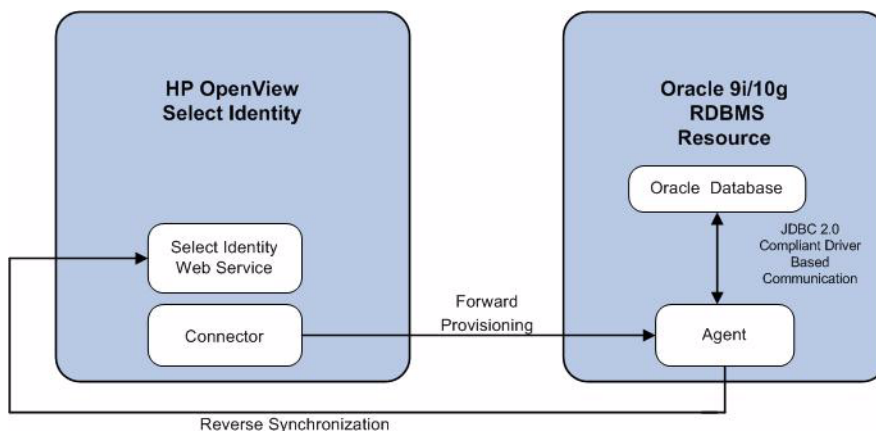 HP OpenView
Select Identity
Oracle 9i/10g
RDBMS
Resource
Oracle Database
JDBC 2.0
Compliant Driver
Based
Communication
Select Identity
Web Service
Connector
Forward
Provisioning
Agent
Reverse Synchronization